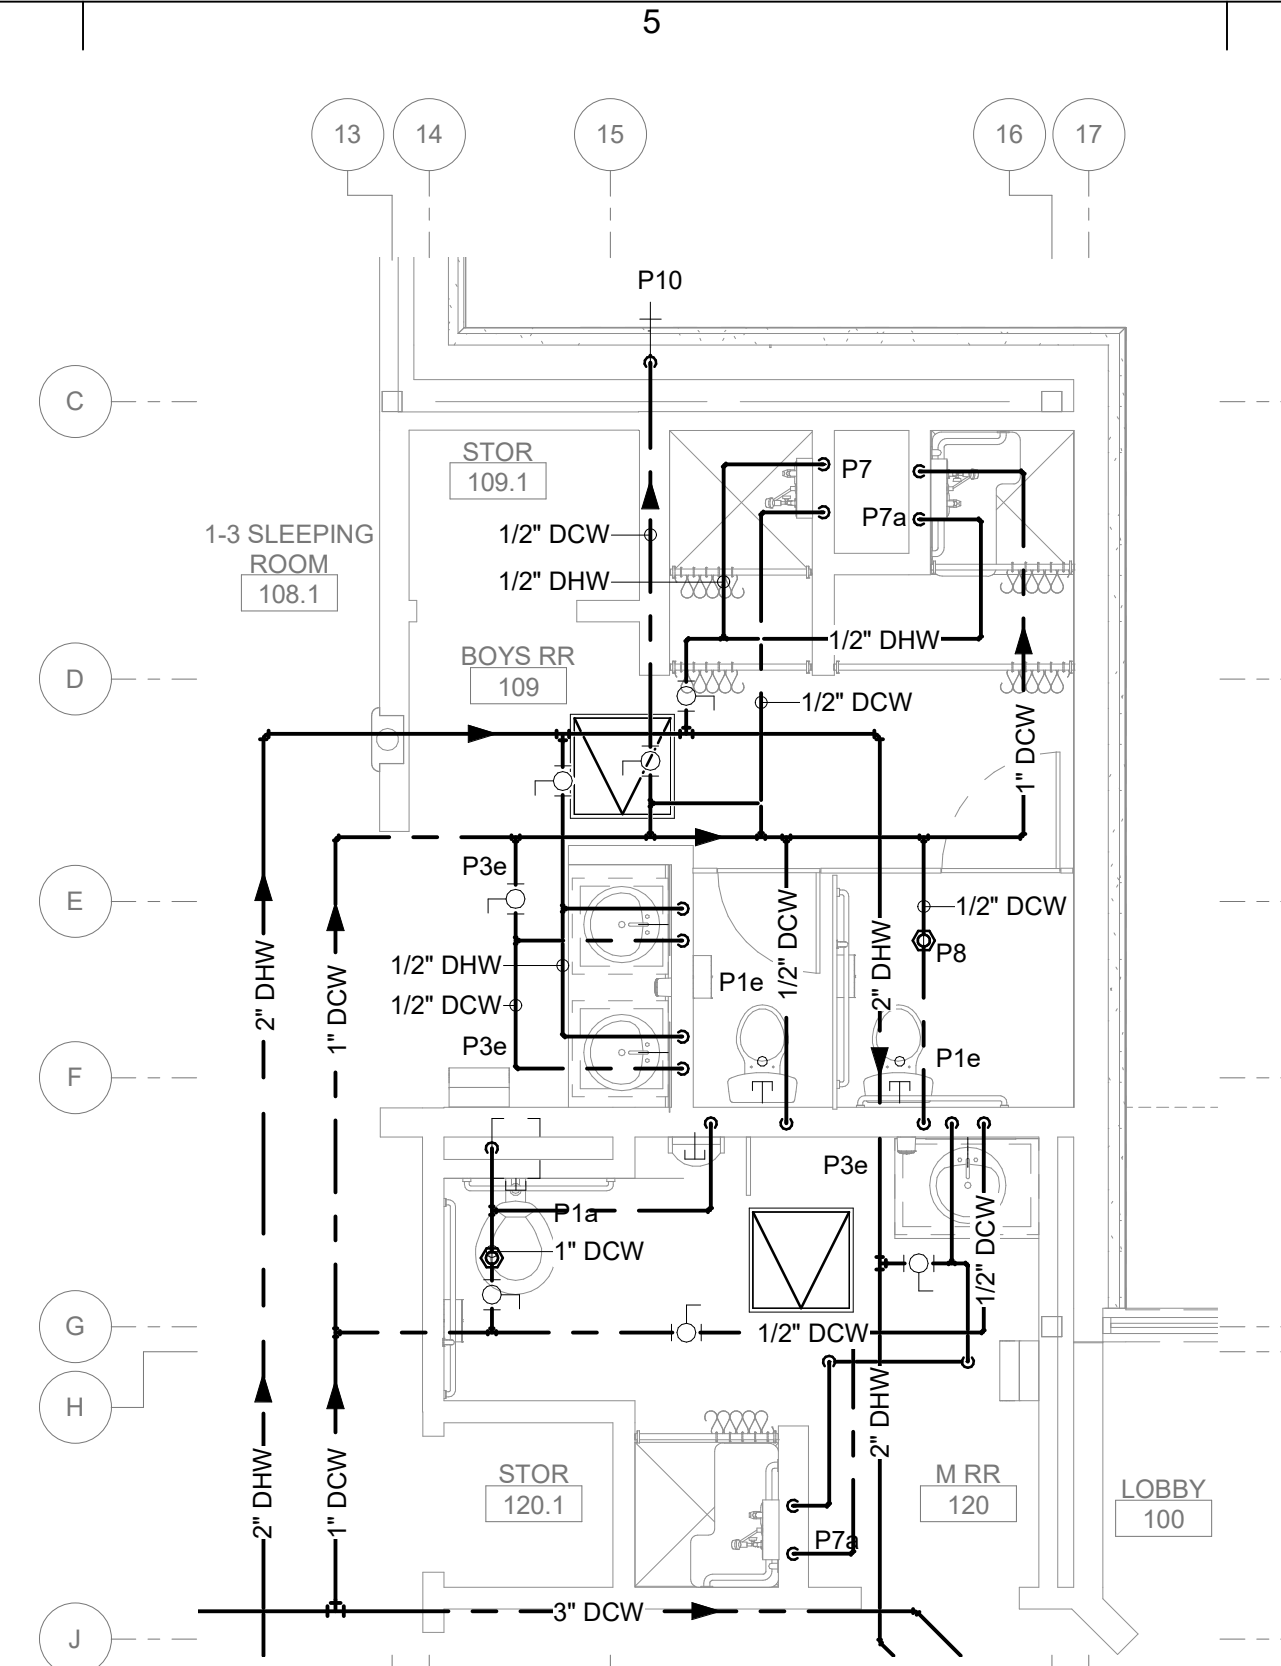 5
13
14
15
16
17
P10
C
STOR
109.1
P7
P7a
1-3 SLEEPING
ROOM
108.1
1/2" DCW
1/2" DHW
1/2" DHW
BOYS RR
109
D
1/2" DCW
1" DCW
P3e
E
1/2" DCW
1/2" DCW
2" DHW
P8
1/2" DHW
P1e
2" DHW
1" DCW
1/2" DCW
P3e
P1e
F
P3e
P1a
1" DCW
1/2" DCW
G
1/2" DCW
H
2" DHW
2" DHW
1" DCW
STOR
120.1
M RR
120
LOBBY
100
P7a
3" DCW
J